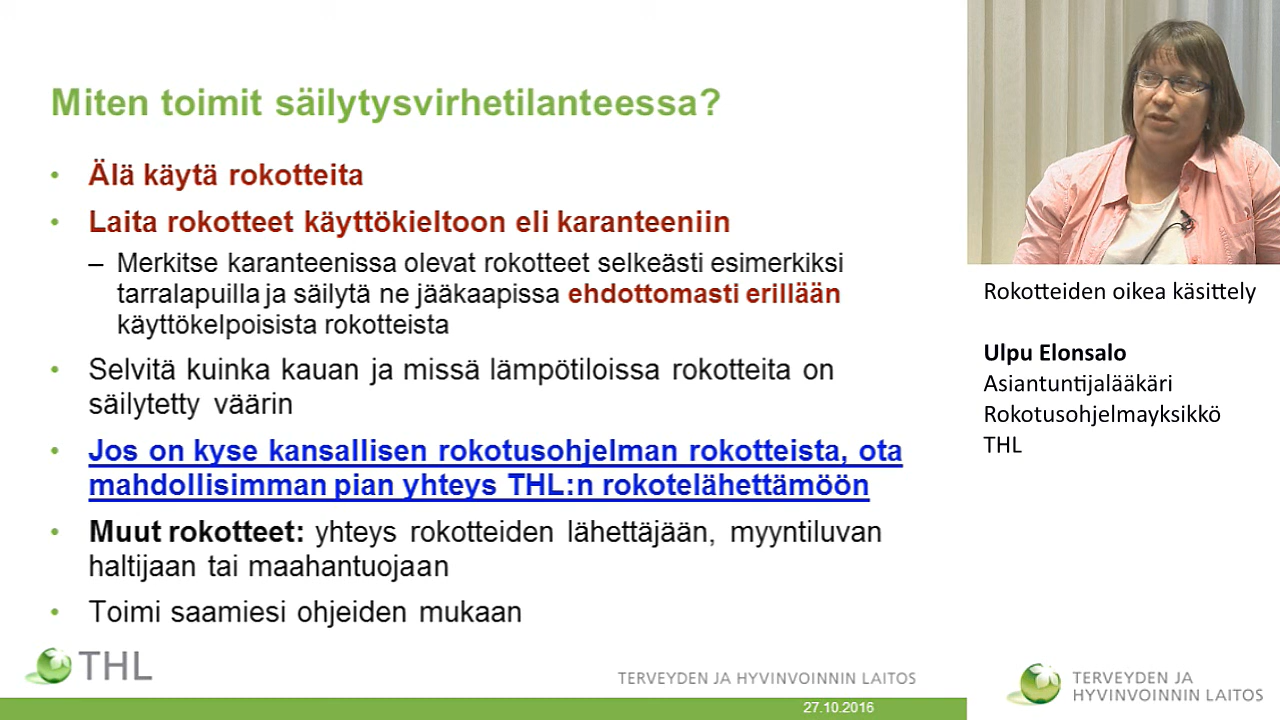 Miten toimit säilytysvirhetilanteessa?
• Älä käytä rokotteita
• Laita rokotteet käyttökieltoon eli karanteeniin
– Merkitse karanteenissa olevat rokotteet selkeästi esimerkiksi
tarralapuilla ja säilytä ne jääkaapissa ehdottomasti erillään
käyttökelpoisista rokotteista
• Selvitä kuinka kauan ja missä lämpötiloissa rokotteita on
säilytetty väärin
• Jos on kyse kansallisen rokotusohjelman rokotteista, ota
mahdollisimman pian yhteys THL:n rokotelähettämöön
• Muut rokotteet: yhteys rokotteiden lähettäjään, myyntiluvan
haltijaan tai maahantuojaan
• Toimi saamiesi ohjeiden mukaan
THL
TERVEYDEN JA HYVINVOINNIN LAITOS
27.10.2016
Rokotteiden oikea käsittely
Ulpu Elonsalo
Asiantuntijalääkäri
Rokotusohjelmayksikkö
THL
TERVEYDEN JA
HYVINVOINNIN LAITOS